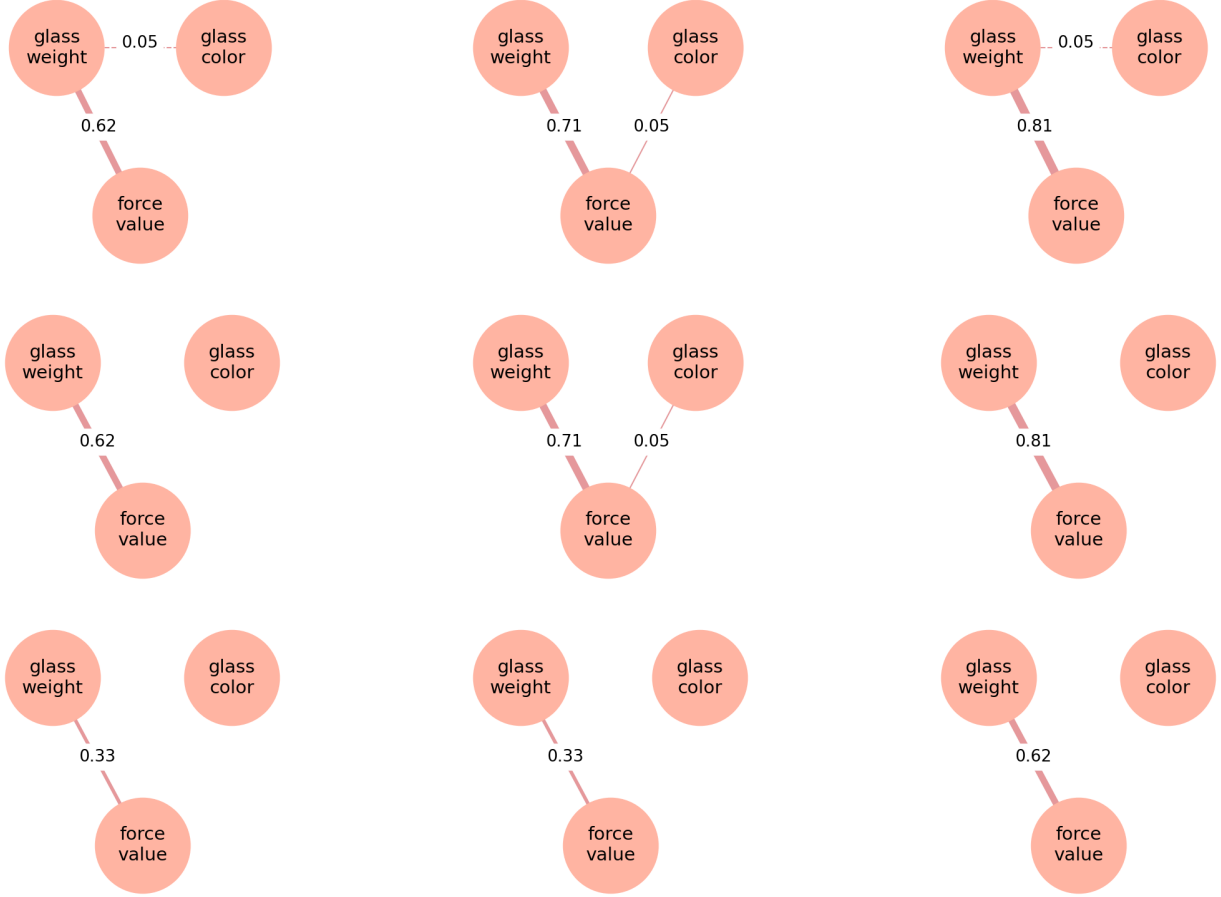 glass
weight
0.05
glass
color
0.62
force
value
glass
weight
glass
color
0.71
0.05
force
value
glass
weight
0.05
glass
color
0.81
force
value
glass
weight
glass
color
0.62
force
value
glass
weight
glass
color
0.71
0.05
force
value
glass
weight
glass
color
0.81
force
value
glass
weight
glass
color
0.33
force
value
glass
weight
glass
color
0.33
force
value
glass
weight
glass
color
0.62
force
value